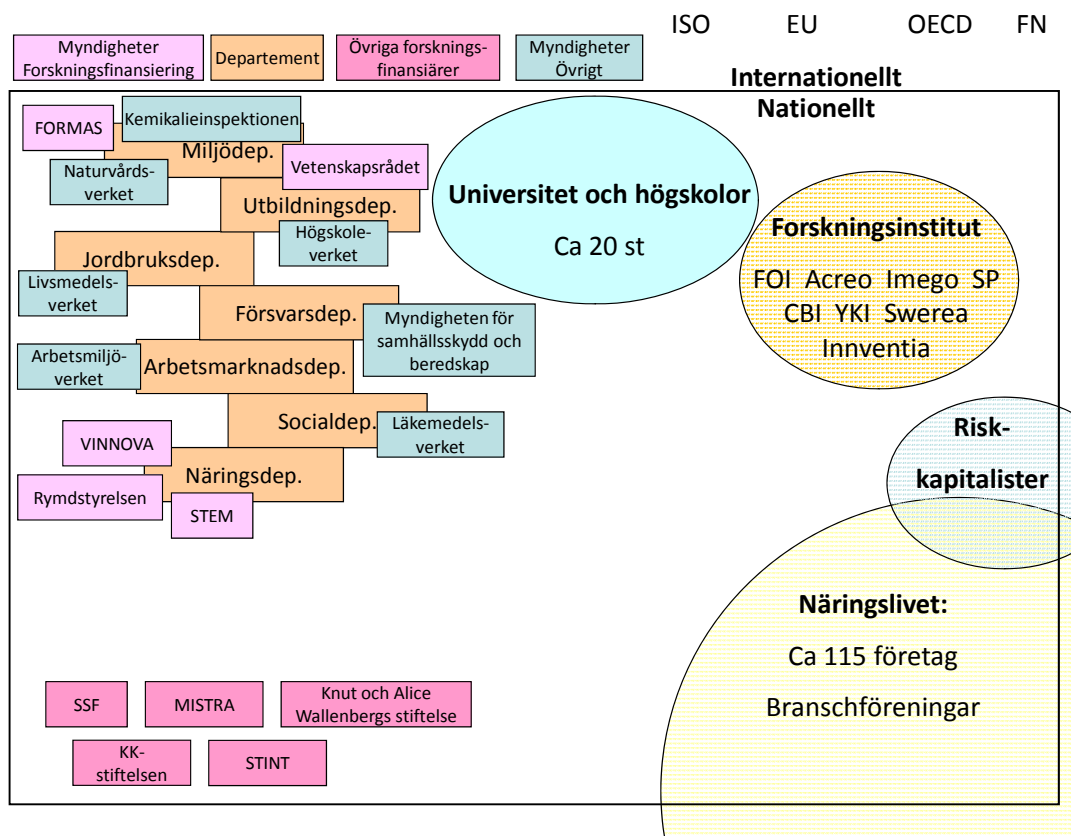 ISO EU OECD FN
Myndigheter
Forskningsfinansiering
Departement
Övriga forsknings-
finansiärer
Myndigheter
Övrigt
Internationellt
Nationellt
FORMAS
Kemikalieinspektionen
Miljödep.
Naturvårds-
verket
Vetenskapsrådet
Utbildningsdep.
Högskole-
verket
Jordbruksdep.
Livsmedels-
verket
Försvarsdep.
Myndigheten för
samhällsskydd och
beredskap
Arbetsmiljö-
verket
Arbetsmarknadsdep.
Socialdep.
Läkemedels-
verket
VINNOVA
Näringsdep.
Rymdstyrelsen
STEM
Universitet och högskolor
Ca 20 st
Forskningsinstitut
FOI Acreo Imego SP
CBI YKI Swerea
Innventia
Risk-
kapitalister
Näringslivet:
Ca 115 företag
Branschföreningar
SSF
MISTRA
Knut och Alice
Wallenbergs stiftelse
KK-
stiftelsen
STINT